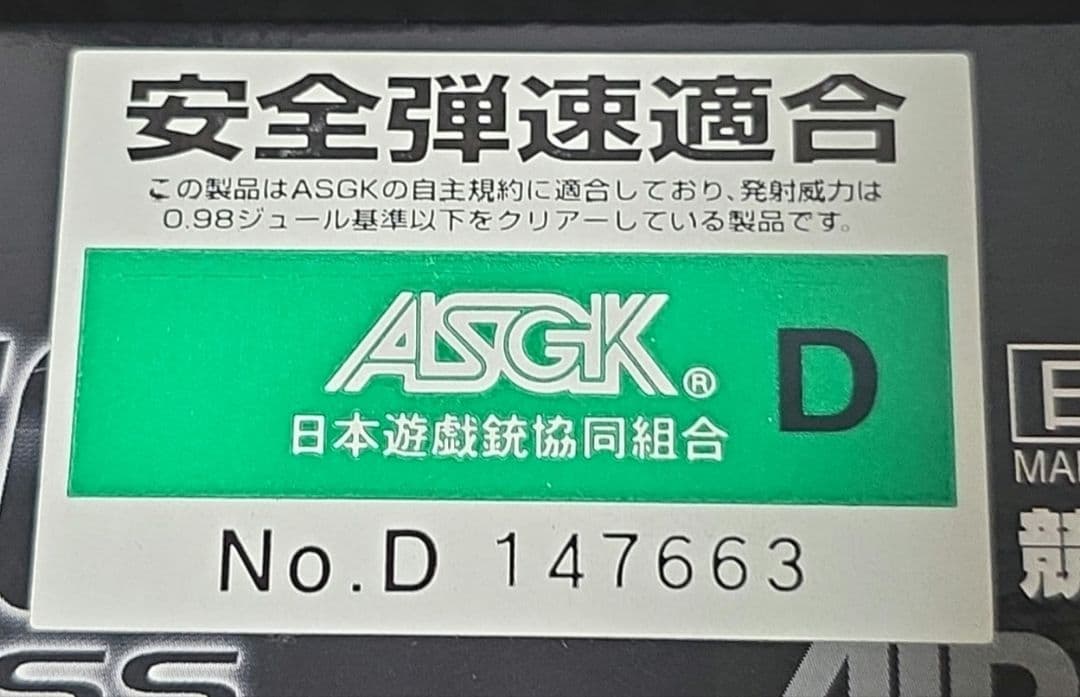 安全弾速適合
この製品はASGKの自主規約に適合しており、発射威力は
0.98ジュール基準以下をクリアーしている製品です。
ASGK®
D
日本遊戯銃協同組合
No.D 147663
MA
SS